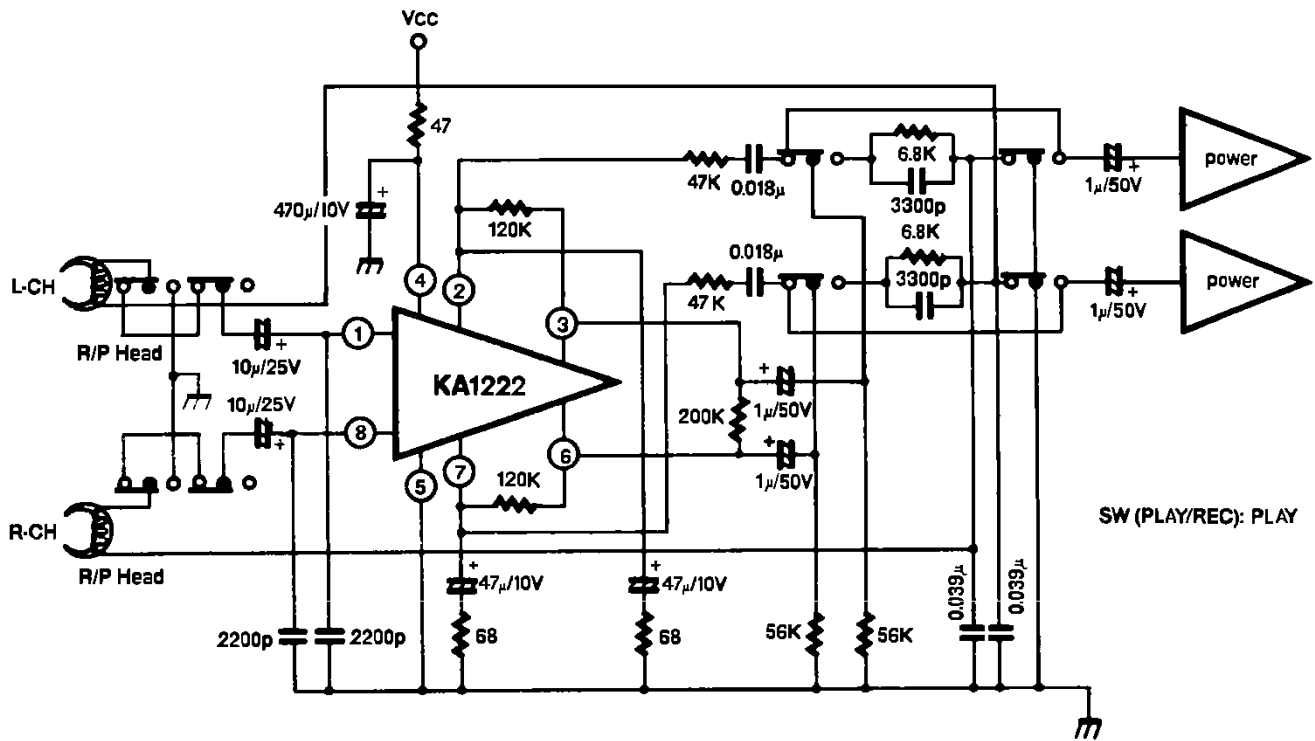 Vcc
47
470μ/10V
+
L-CH
R/P Head
10μ/25V
+
10μ/25V
+
R-CH
R/P Head
2200p
2200p
4
2
120K
1
3
KA1222
8
6
5
7
120K
+
47μ/10V
68
+
47μ/10V
68
47K
0.018μ
6.8K
3300p
+
1μ/50V
power
47K
0.018μ
6.8K
3300p
+
1μ/50V
power
+
1μ/50V
200K
+
1μ/50V
56K
56K
0.039μ
0.039μ
SW (PLAY/REC): PLAY